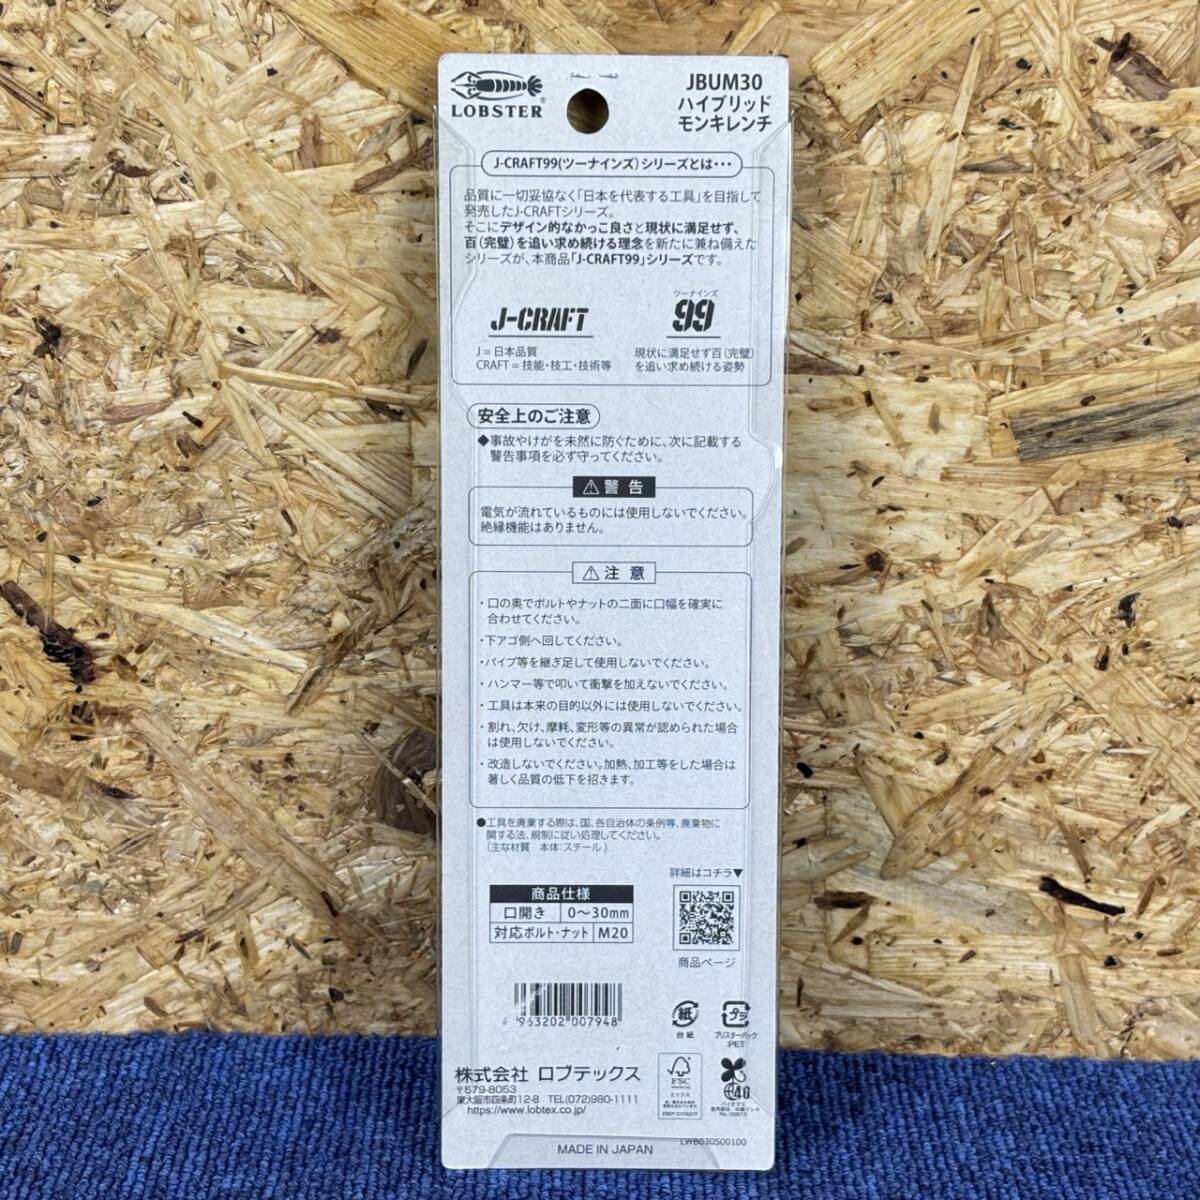 LOBSTER®
JBUM30
ハイブリッド
モンキレンチ
J-CRAFT99(ツーナインズ)シリーズとは・・・
品質に一切妥協なく「日本を代表する工具」を目指して
発売したJ-CRAFTシリーズ。
そこにデザイン的なかっこ良さと現状に満足せず、
百(完璧)を追い求め続ける理念を新たに兼ね備えた
シリーズが、本商品「J-CRAFT99」シリーズです。
J-CRAFT
J=日本品質
CRAFT=技能・技工・技術等
ツーナインズ
99
現状に満足せず百(完璧)
を追い求め続ける姿勢
安全上のご注意
◆事故やけがを未然に防ぐために、次に記載する
警告事項を必ず守ってください。
⚠警告
電気が流れているものには使用しないでください。
絶縁機能はありません。
⚠注意
・口の奥でボルトやナットの二面に口幅を確実に
合わせてください。
・下アゴ側へ回してください。
・パイプ等を継ぎ足して使用しないでください。
・ハンマー等で叩いて衝撃を加えないでください。
・工具は本来の目的以外には使用しないでください。
・割れ、欠け、摩耗、変形等の異常が認められた場合
は使用しないでください。
・改造しないでください。加熱、加工等をした場合は
著しく品質の低下を招きます。
●工具を廃棄する際は、国、各自治体の条例等、廃棄物に
関する法、規制に従い処理してください。
(主な材質 本体:スチール)
商品仕様
口開き 0〜30mm
対応ボルト・ナット M20
詳細はコチラ▼
商品ページ
4 963202 007948
紙
台紙
プラ
ブリスターパック
:PET
株式会社 ロブテックス
〒579-8053
東大阪市四条町12-8 TEL(072)980-1111
https://www.lobtex.co.jp/
FSC
ミックス
40
MADE IN JAPAN
LWB030S00100